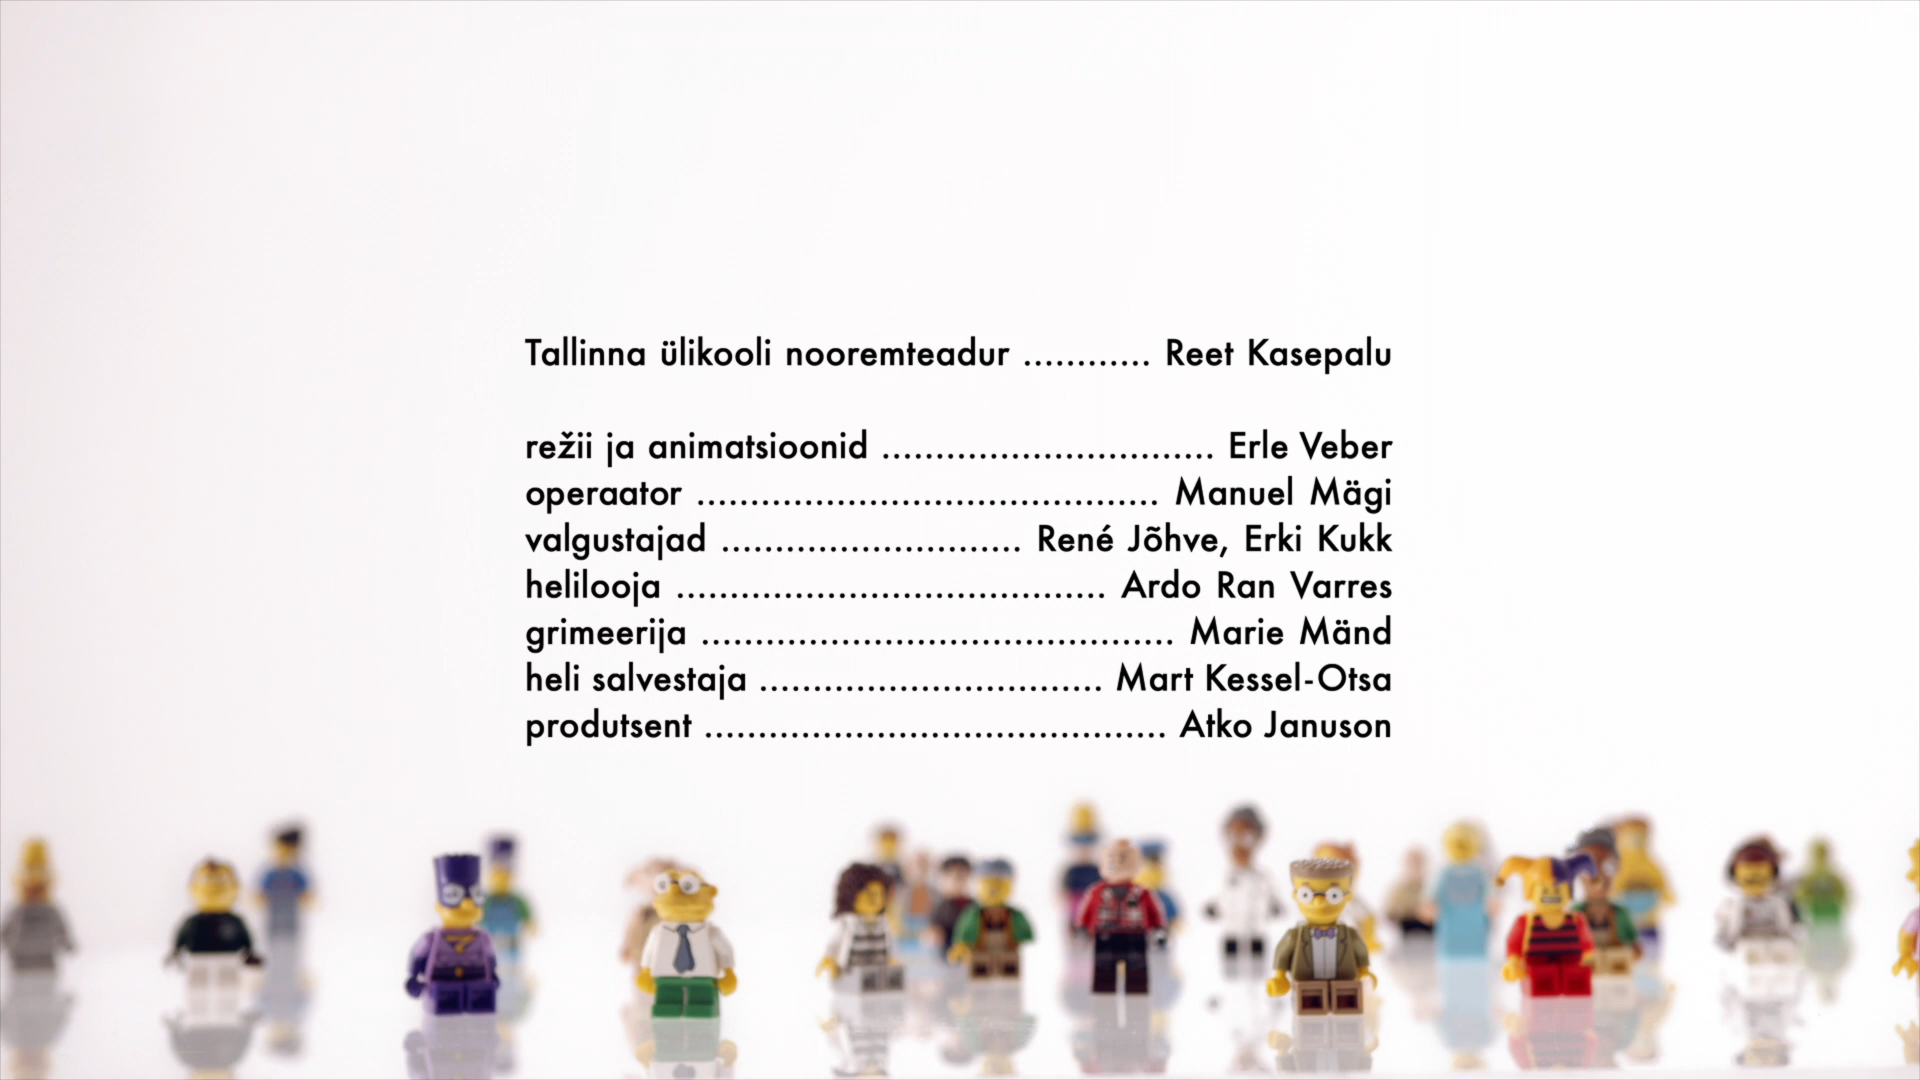 Tallinna ülikooli nooremteadur ............ Reet Kasepalu
režii ja animatsioonid ............................... Erle Veber
operaator ........................................... Manuel Mägi
valgustajad ............................ René Jõhve, Erki Kukk
helilooja ........................................ Ardo Ran Varres
grimeerija ............................................ Marie Mänd
heli salvestaja ................................ Mart Kessel-Otsa
produtsent ........................................... Atko Januson